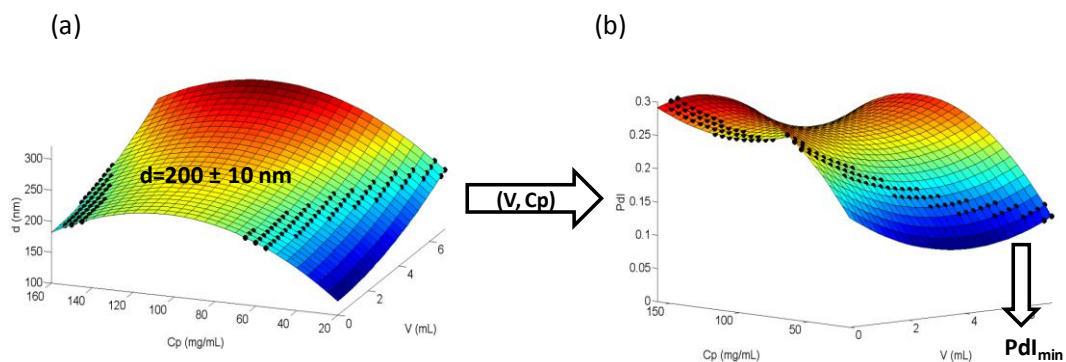 (a)
(b)
d=200 ± 10 nm
300
250
200
150
100
d (nm)
160
140
120
100
80
60
40
20
Cp (mg/mL)
0
2
4
6
V (mL)
(V, Cp)
0.3
0.25
0.2
0.15
0.1
0.05
0
PdI
150
100
50
0
Cp (mg/mL)
2
4
V (mL)
PdImin